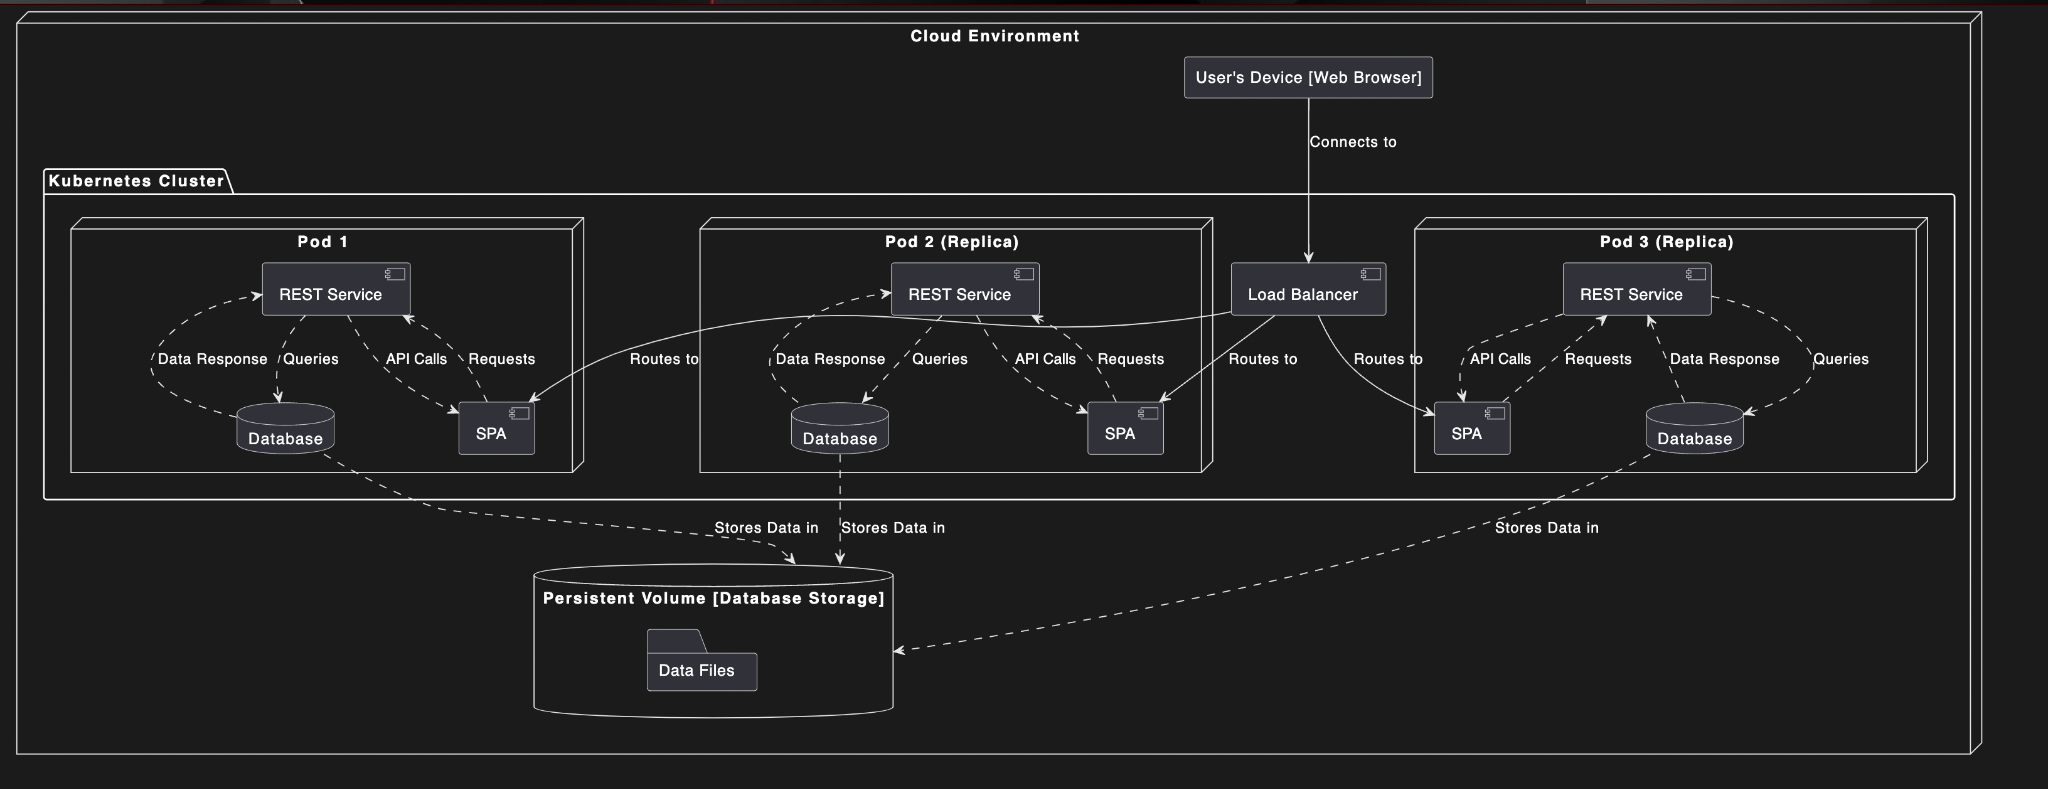 Cloud Environment
User's Device [Web Browser]
Connects to
Kubernetes Cluster
Pod 1
REST Service
Data Response
Queries
API Calls
Requests
Database
SPA
Pod 2 (Replica)
REST Service
Data Response
Queries
API Calls
Requests
Database
SPA
Load Balancer
Routes to
Routes to
Routes to
Pod 3 (Replica)
REST Service
API Calls
Requests
Data Response
Queries
SPA
Database
Stores Data in
Stores Data in
Stores Data in
Persistent Volume [Database Storage]
Data Files